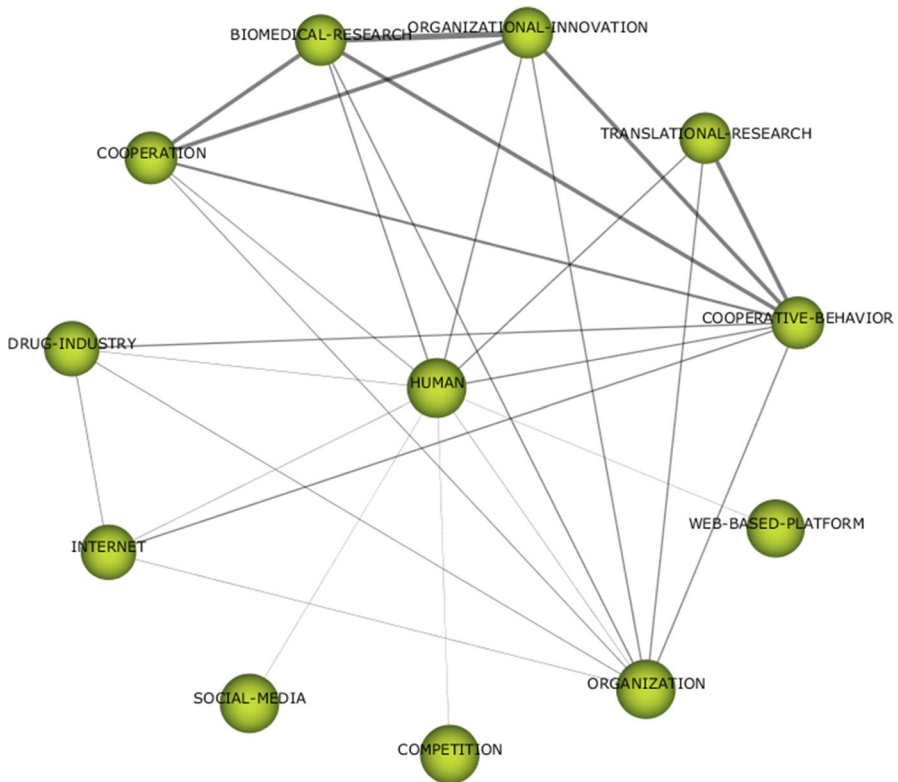 BIOMEDICAL-RESEARCH
ORGANIZATIONAL-INNOVATION
TRANSLATIONAL-RESEARCH
COOPERATION
COOPERATIVE-BEHAVIOR
DRUG-INDUSTRY
HUMAN
WEB-BASED-PLATFORM
INTERNET
ORGANIZATION
SOCIAL-MEDIA
COMPETITION